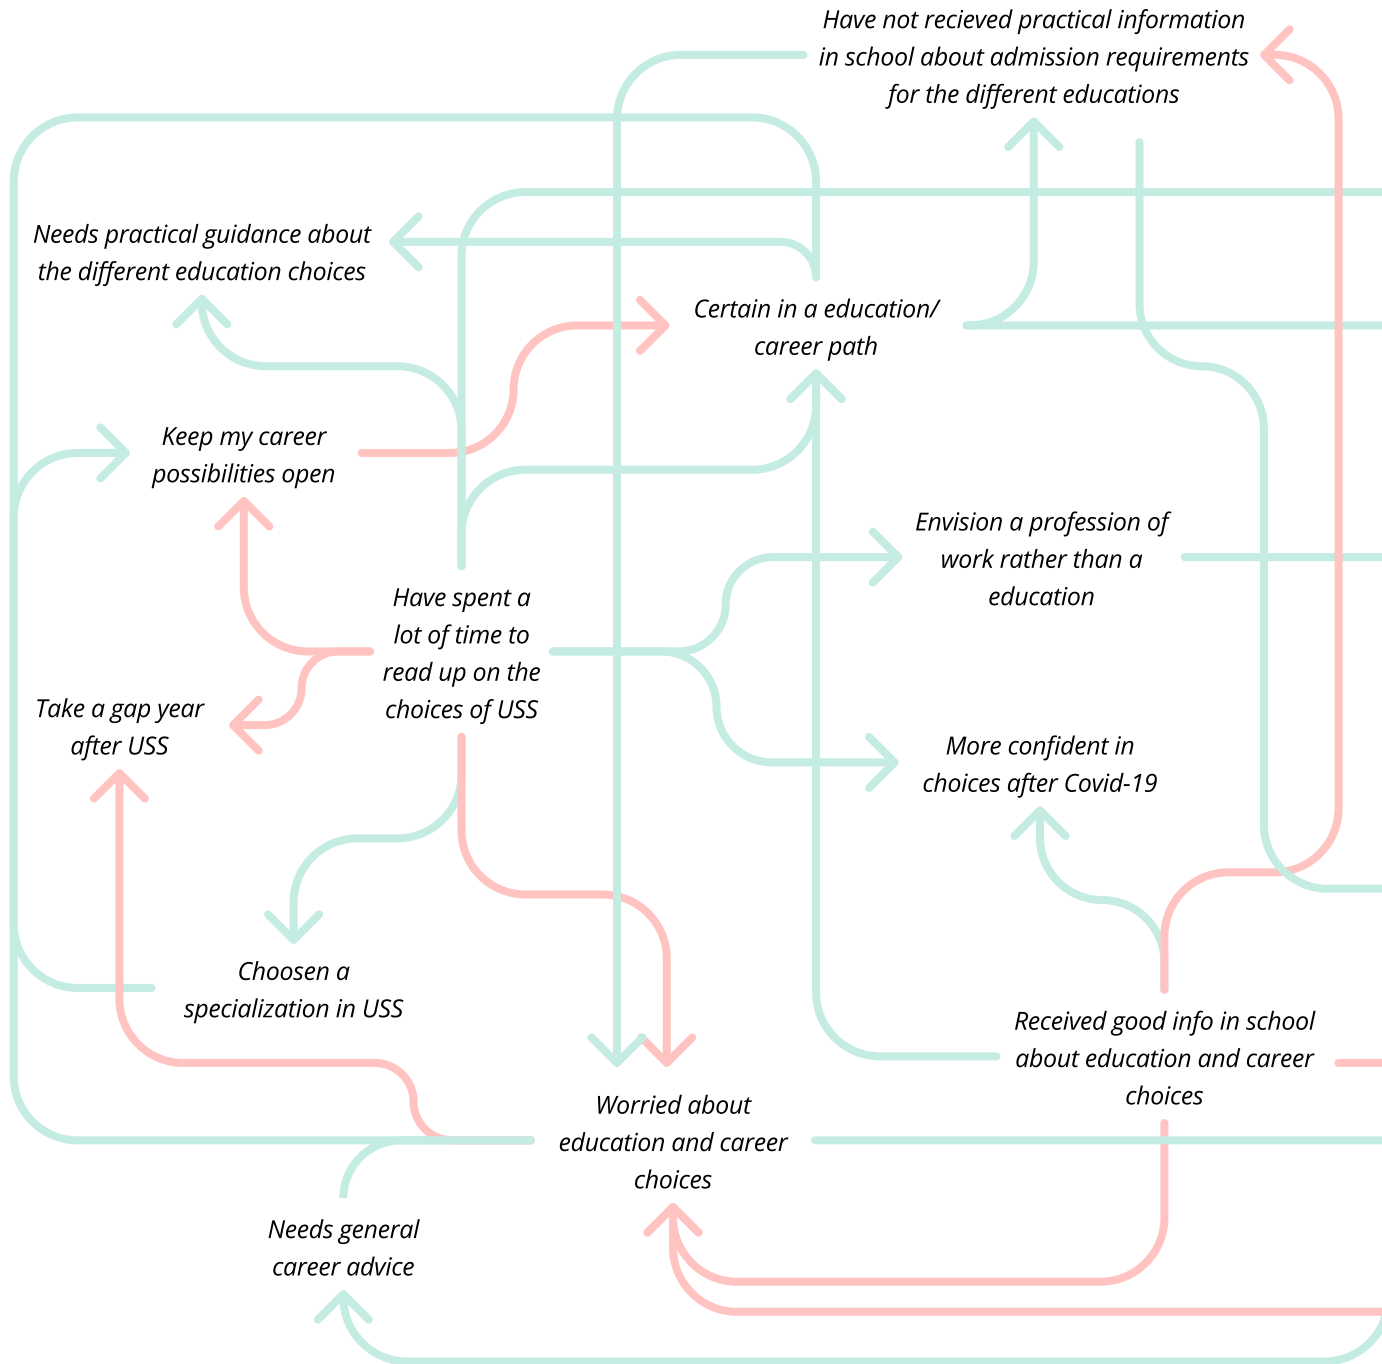 Have not recieved practical information
in school about admission requirements
for the different educations
Needs practical guidance about
the different education choices
Certain in a education/
career path
Keep my career
possibilities open
Envision a profession of
work rather than a
education
Have spent a
lot of time to
read up on the
choices of USS
Take a gap year
after USS
More confident in
choices after Covid-19
Choosen a
specialization in USS
Received good info in school
about education and career
choices
Worried about
education and career
choices
Needs general
career advice